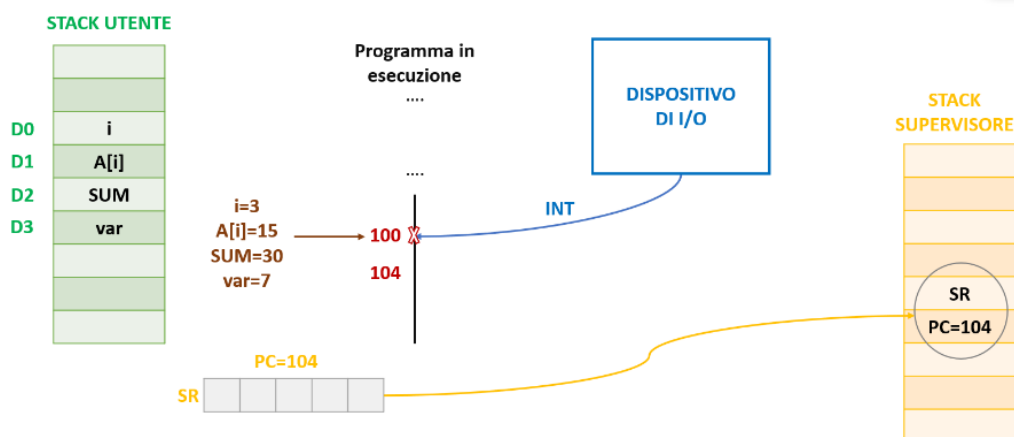 STACK UTENTE
D0
i
D1
A[i]
D2
SUM
D3
var
Programma in
esecuzione
....
....
i=3
A[i]=15
SUM=30
var=7
100
X
104
INT
DISPOSITIVO
DI I/O
PC=104
SR
STACK
SUPERVISORE
SR
PC=104